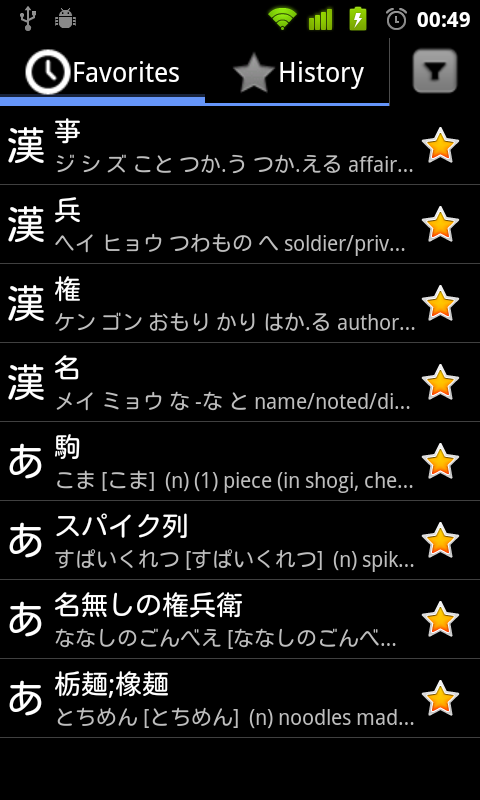 00:49
Favorites
History
漢
亊
ジ シ ズ こと つか.う つか.える affair...
漢
兵
ヘイ ヒョウ つわもの へ soldier/priv...
漢
権
ケン ゴン おもり かり はか.る author...
漢
名
メイ ミョウ な -な と name/noted/di...
あ
駒
こま [こま] (n) (1) piece (in shogi, che...
あ
スパイク列
すぱいくれつ [すぱいくれつ] (n) spik...
あ
名無しの権兵衛
ななしのごんべえ [ななしのごんべ...
あ
栃麺;橡麺
とちめん [とちめん] (n) noodles mad...